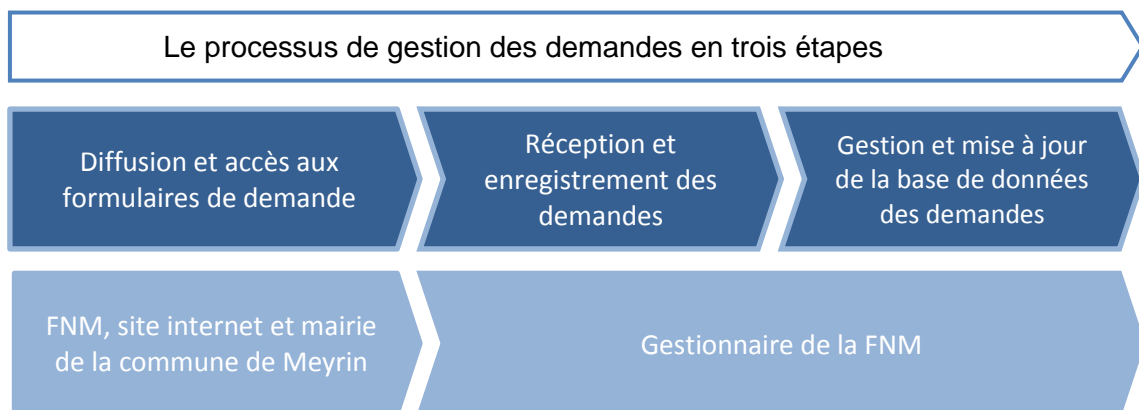 Le processus de gestion des demandes en trois étapes
Diffusion et accès aux
formulaires de demande
Réception et
enregistrement des
demandes
Gestion et mise à jour
de la base de données
des demandes
FNM, site internet et mairie
de la commune de Meyrin
Gestionnaire de la FNM